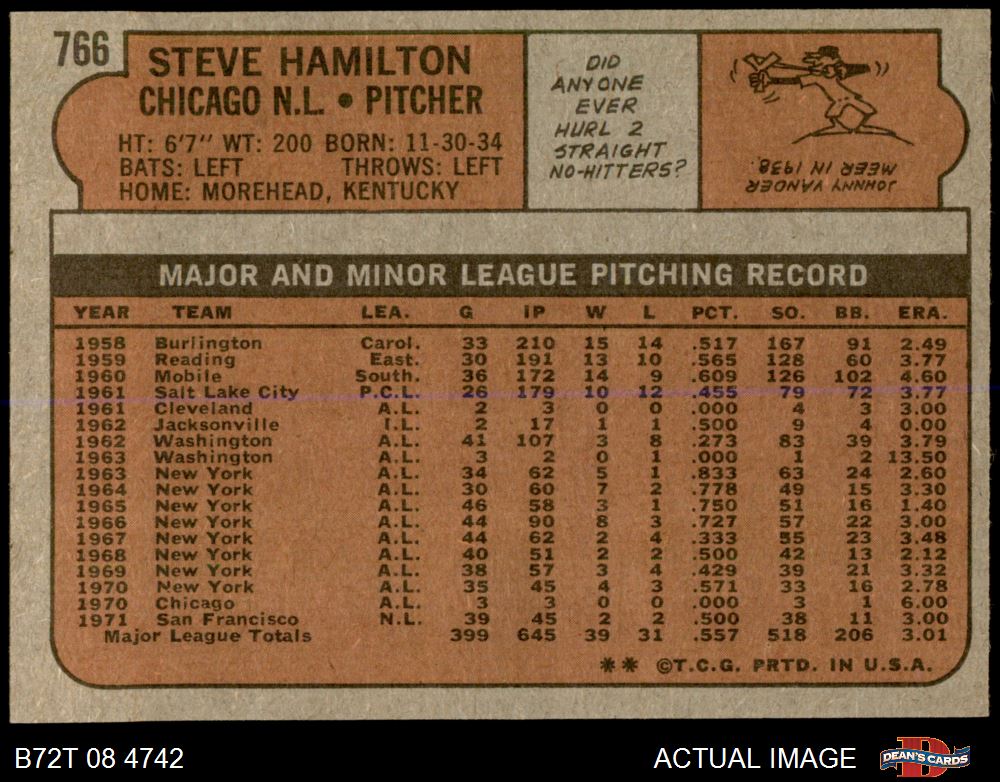 766
STEVE HAMILTON
CHICAGO N.L. • PITCHER
HT: 6'7" WT: 200 BORN: 11-30-34
BATS: LEFT THROWS: LEFT
HOME: MOREHEAD, KENTUCKY
DID
ANYONE
EVER
HURL 2
STRAIGHT
NO-HITTERS?
JOHNNY VANDER
MEER IN 1938.
MAJOR AND MINOR LEAGUE PITCHING RECORD
YEAR TEAM LEA. G IP W L PCT. SO. BB. ERA.
1958 Burlington Carol. 33 210 15 14 .517 167 91 2.49
1959 Reading East. 30 191 13 10 .565 128 60 3.77
1960 Mobile South. 36 172 14 9 .609 126 102 4.60
1961 Salt Lake City P.C.L. 26 179 10 12 .455 79 72 3.77
1961 Cleveland A.L. 2 3 0 0 .000 4 3 3.00
1962 Jacksonville I.L. 2 17 1 1 .500 9 4 0.00
1962 Washington A.L. 41 107 3 8 .273 83 39 3.79
1963 Washington A.L. 3 2 0 1 .000 1 2 13.50
1963 New York A.L. 34 62 5 1 .833 63 24 2.60
1964 New York A.L. 30 60 7 2 .778 49 15 3.30
1965 New York A.L. 46 58 3 1 .750 51 16 1.40
1966 New York A.L. 44 90 8 3 .727 57 22 3.00
1967 New York A.L. 44 62 2 4 .333 55 23 3.48
1968 New York A.L. 40 51 2 2 .500 42 13 2.12
1969 New York A.L. 38 57 3 4 .429 39 21 3.32
1970 New York A.L. 35 45 4 3 .571 33 16 2.78
1970 Chicago A.L. 3 3 0 0 .000 3 1 6.00
1971 San Francisco N.L. 39 45 2 2 .500 38 11 3.00
Major League Totals 399 645 39 31 .557 518 206 3.01
** ©T.C.G. PRTD. IN U.S.A.
B72T 08 4742
ACTUAL IMAGE
DEAN'S CARDS